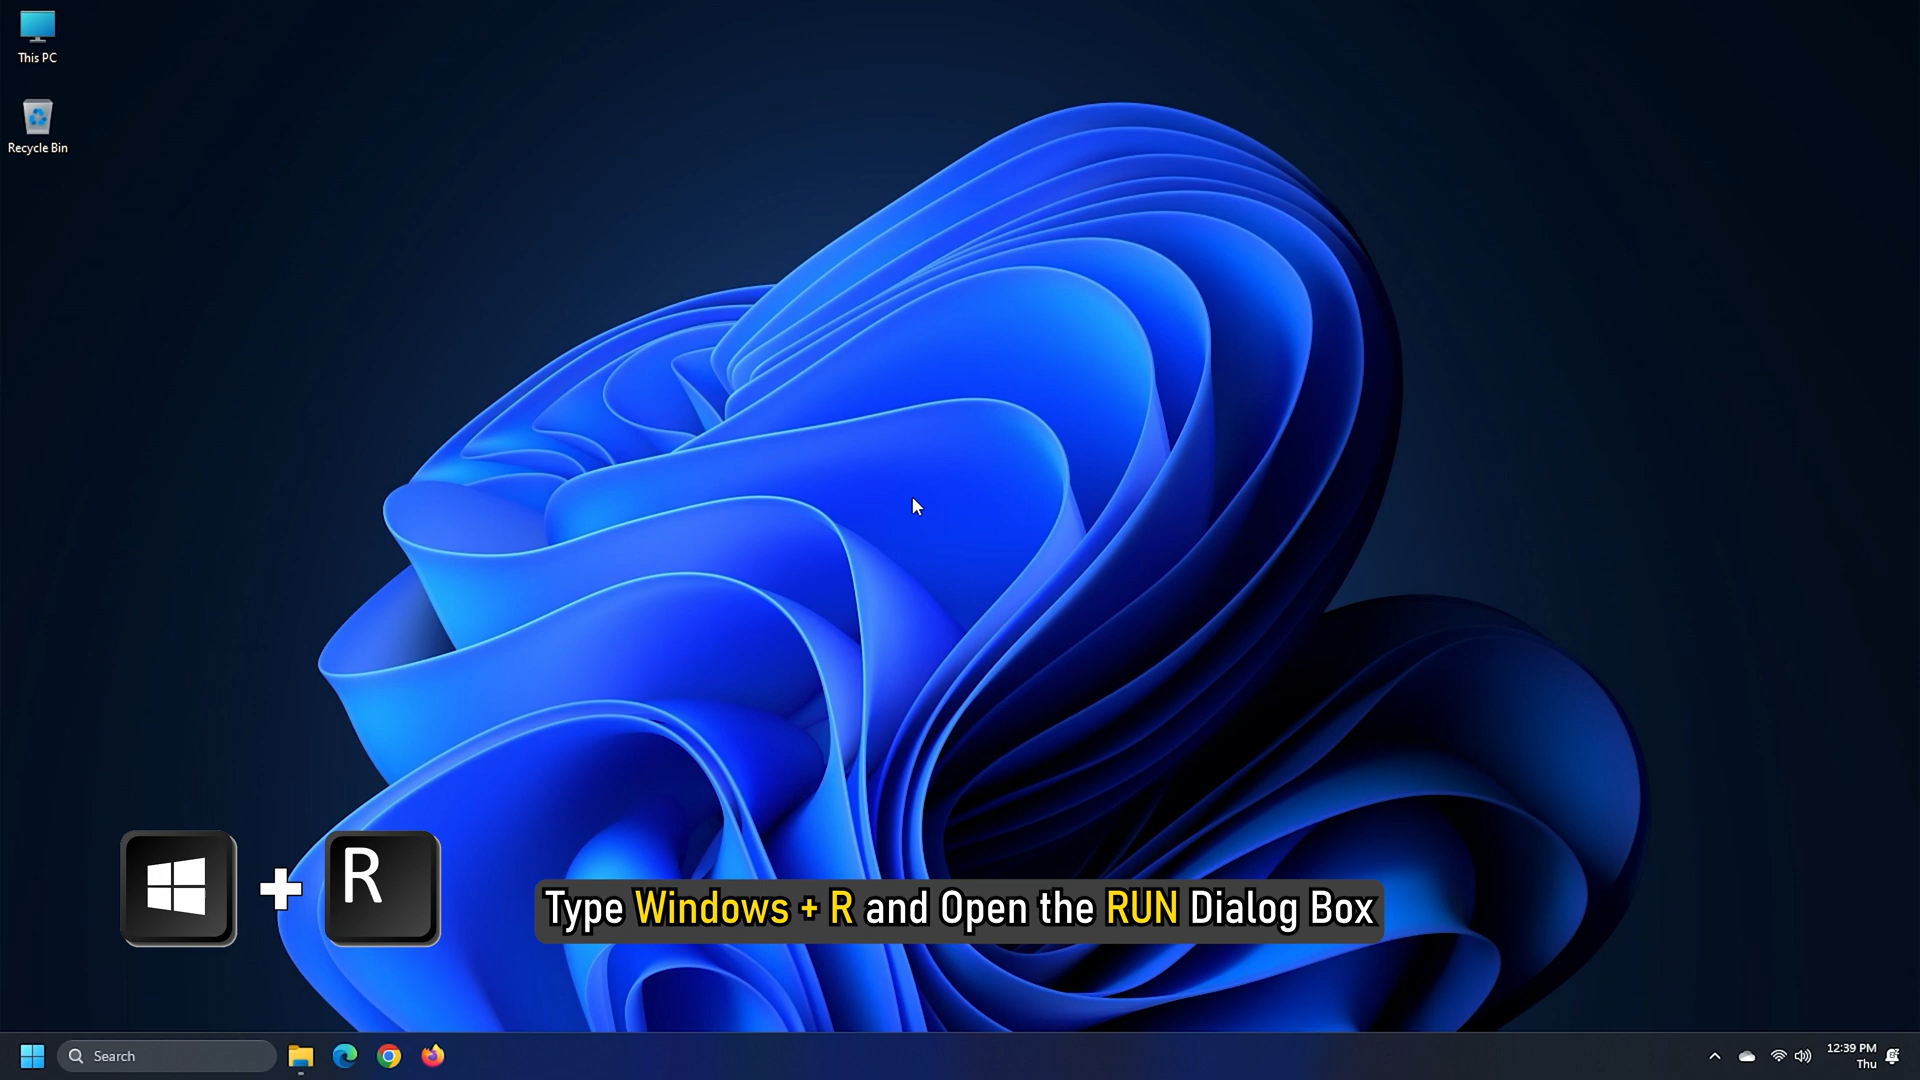 This PC
Recycle Bin
R
Type Windows + R and Open the RUN Dialog Box
Search
12:39 PM
Thu